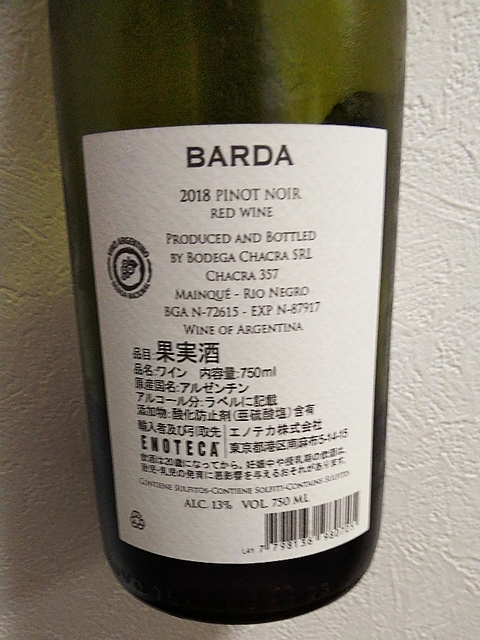 BARDA
2018 PINOT NOIR
RED WINE
PRODUCED AND BOTTLED
BY BODEGA CHACRA SRL
CHACRA 357
MAINQUÉ - RIO NEGRO
BGA N-72615 - EXP N-87917
WINE OF ARGENTINA
VINO ARGENTINO
BEBIDA NACIONAL
品目:果実酒
品名:ワイン 内容量:750ml
原産国名:アルゼンチン
アルコール分:ラベルに記載
添加物:酸化防止剤(亜硫酸塩)含有
輸入者及び引取先 エノテカ株式会社
ENOTECA 東京都港区南麻布5-14-15
飲酒は20歳になってから。妊娠中や授乳期の飲酒は、
胎児・乳児の発育に悪影響を与えるおそれがあります。
CONTIENE SULFITOS-CONTIENE SOLFITI-CONTAINS SULFITES
ALC. 13% VOL. 750 ML
L41
7 798136